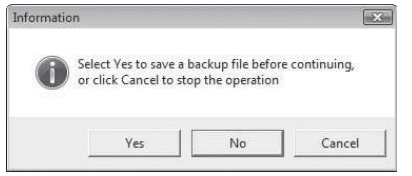 Information
Select Yes to save a backup file before continuing,
or click Cancel to stop the operation
Yes
No
Cancel